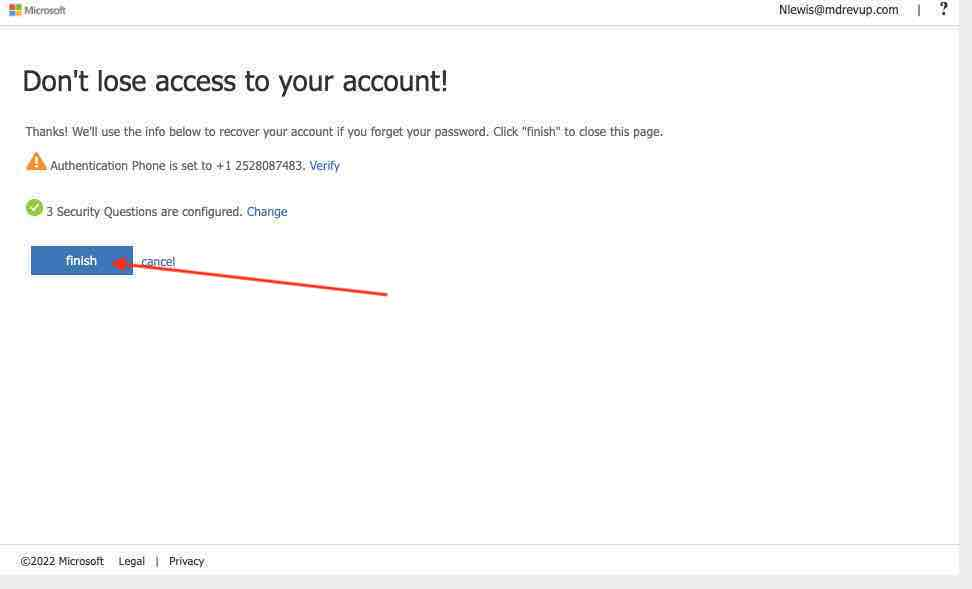 Microsoft
Nlewis@mdrevup.com | ?
Don't lose access to your account!
Thanks! We'll use the info below to recover your account if you forget your password. Click "finish" to close this page.
Authentication Phone is set to +1 2528087483. Verify
3 Security Questions are configured. Change
finish cancel
©2022 Microsoft Legal | Privacy